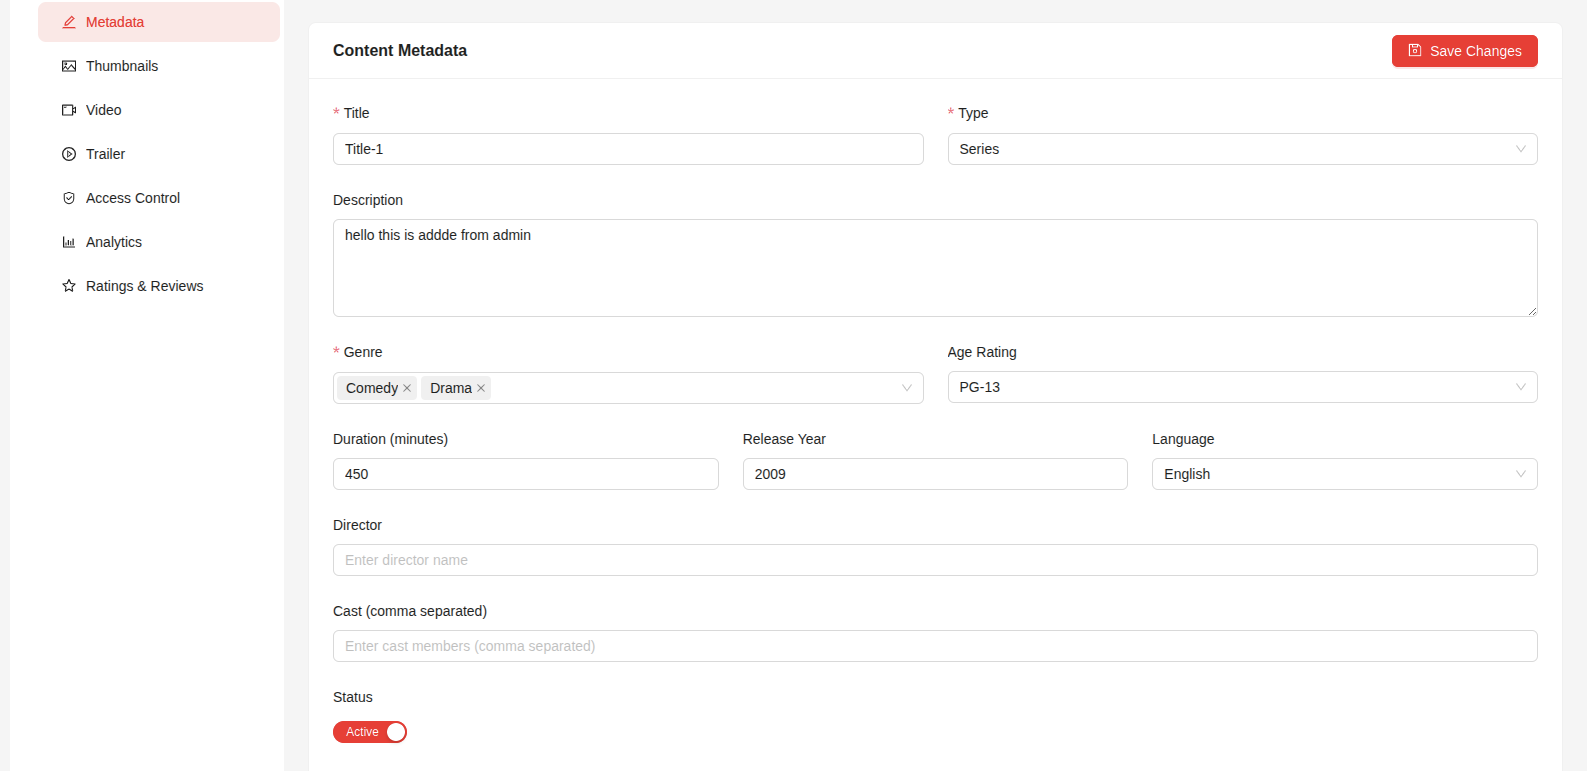 Metadata
Thumbnails
Video
Trailer
Access Control
Analytics
Ratings & Reviews
Content Metadata
Save Changes
* Title
* Type
Title-1
Series
Description
hello this is addde from admin
* Genre
Age Rating
Comedy
Drama
PG-13
Duration (minutes)
Release Year
Language
450
2009
English
Director
Enter director name
Cast (comma separated)
Enter cast members (comma separated)
Status
Active